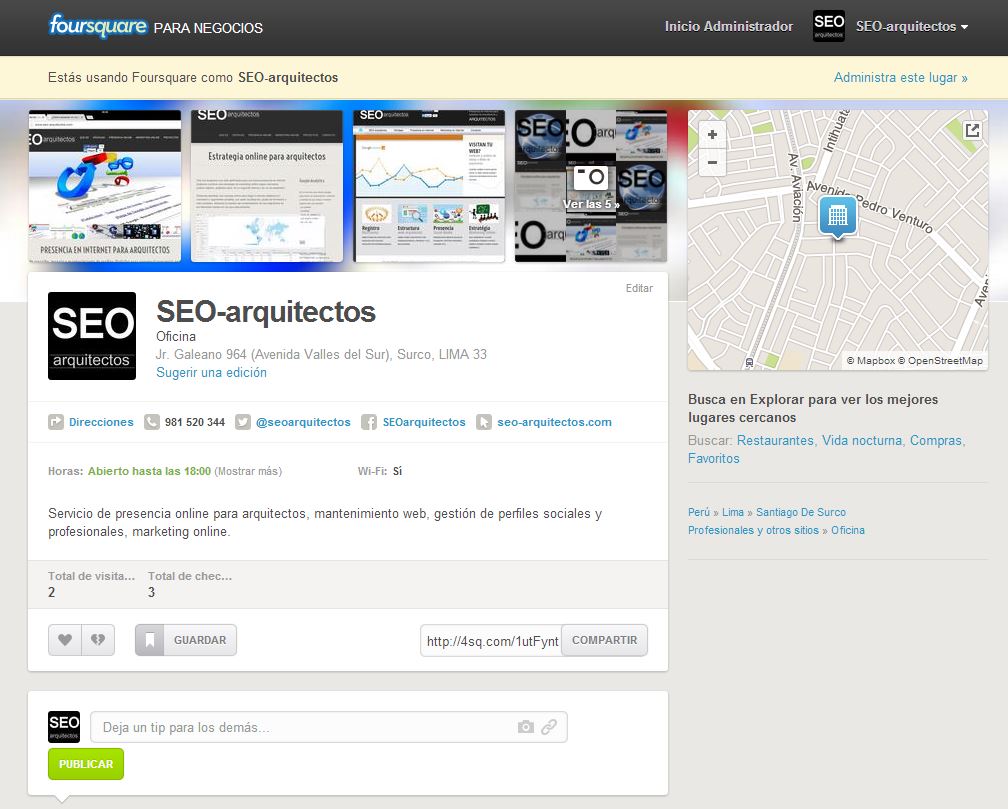 foursquare PARA NEGOCIOS
Inicio Administrador
SEO arquitectos
SEO-arquitectos
Estás usando Foursquare como SEO-arquitectos
Administra este lugar »
SEOarquitectos
PRESENCIA EN INTERNET PARA ARQUITECTOS
SEOarquitectos
Estrategia online para arquitectos
Google Analytics
SEOarquitectos
VISITAN TU WEB?
Registro
Estructura
Presencia
Estrategia
Ver las 5 »
Av. Aviación
Intihuata
Avenida Pedro Venturo
Aven
+
-
© Mapbox © OpenStreetMap
Editar
SEO
arquitectos
SEO-arquitectos
Oficina
Jr. Galeano 964 (Avenida Valles del Sur), Surco, LIMA 33
Sugerir una edición
Direcciones 981 520 344 @seoarquitectos SEOarquitectos seo-arquitectos.com
Horas: Abierto hasta las 18:00 (Mostrar más) Wi-Fi: Sí
Servicio de presencia online para arquitectos, mantenimiento web, gestión de perfiles sociales y
profesionales, marketing online.
Total de visita... Total de chec...
2 3
GUARDAR
http://4sq.com/1utFynt COMPARTIR
SEO
arquitectos
Deja un tip para los demás...
PUBLICAR
Busca en Explorar para ver los mejores
lugares cercanos
Buscar: Restaurantes, Vida nocturna, Compras,
Favoritos
Perú » Lima » Santiago De Surco
Profesionales y otros sitios » Oficina